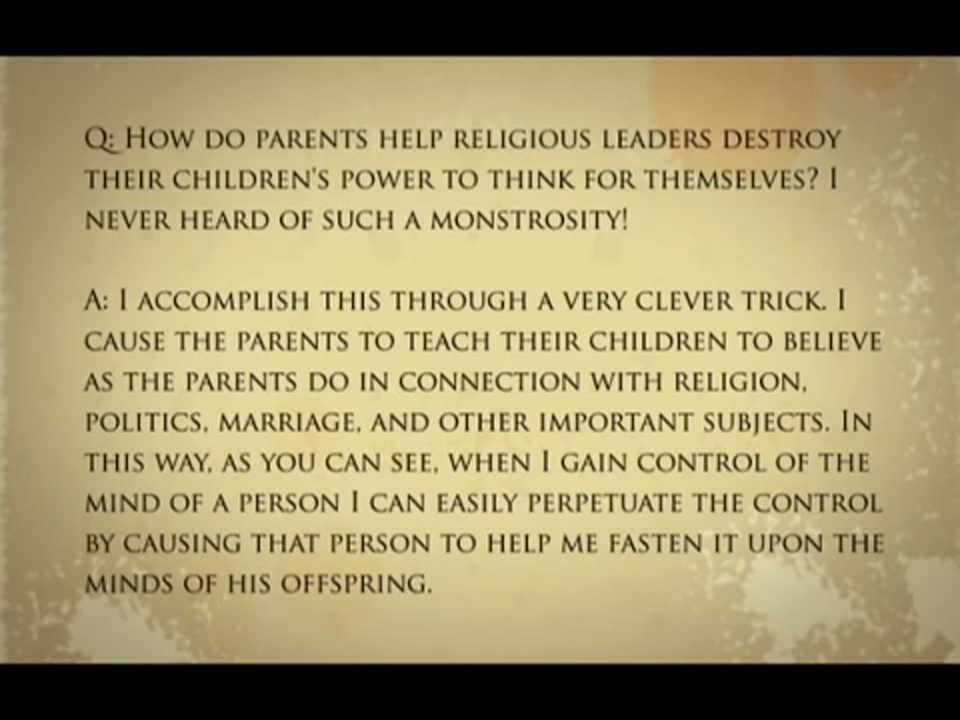 Q: How do parents help religious leaders destroy
their children's power to think for themselves? I
never heard of such a monstrosity!
A: I accomplish this through a very clever trick. I
cause the parents to teach their children to believe
as the parents do in connection with religion,
politics, marriage, and other important subjects. In
this way, as you can see, when I gain control of the
mind of a person I can easily perpetuate the control
by causing that person to help me fasten it upon the
minds of his offspring.